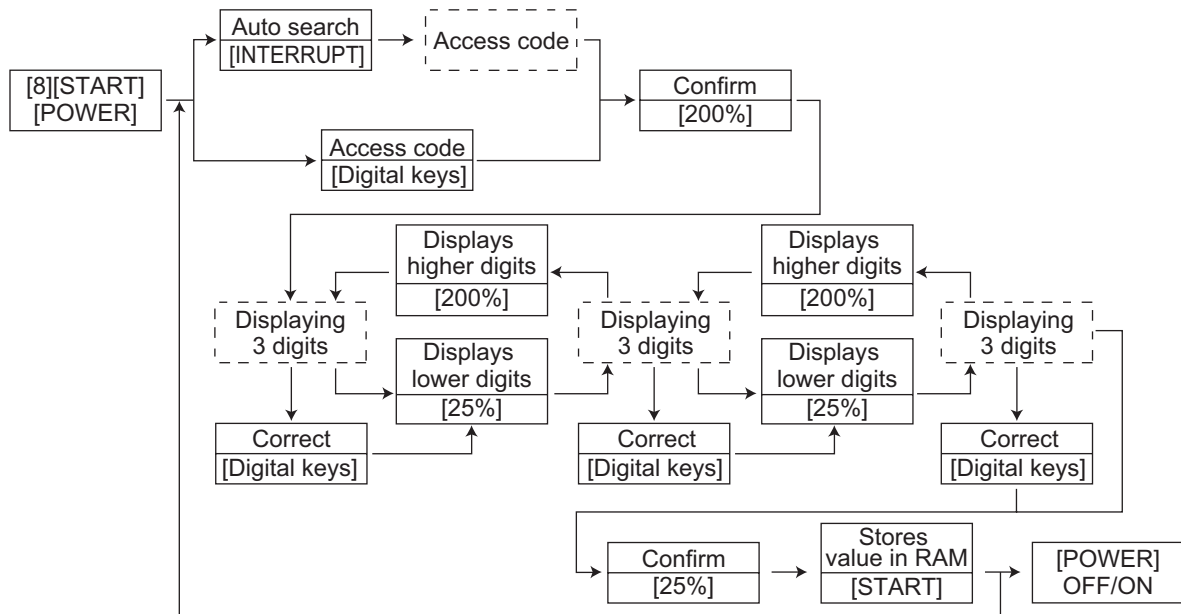 Auto search
[INTERRUPT]
Access code
[8][START]
[POWER]
Confirm
[200%]
Access code
[Digital keys]
Displays
higher digits
[200%]
Displays
higher digits
[200%]
Displaying
3 digits
Displaying
3 digits
Displaying
3 digits
Displays
lower digits
[25%]
Displays
lower digits
[25%]
Correct
[Digital keys]
Correct
[Digital keys]
Correct
[Digital keys]
Confirm
[25%]
Stores
value in RAM
[START]
[POWER]
OFF/ON